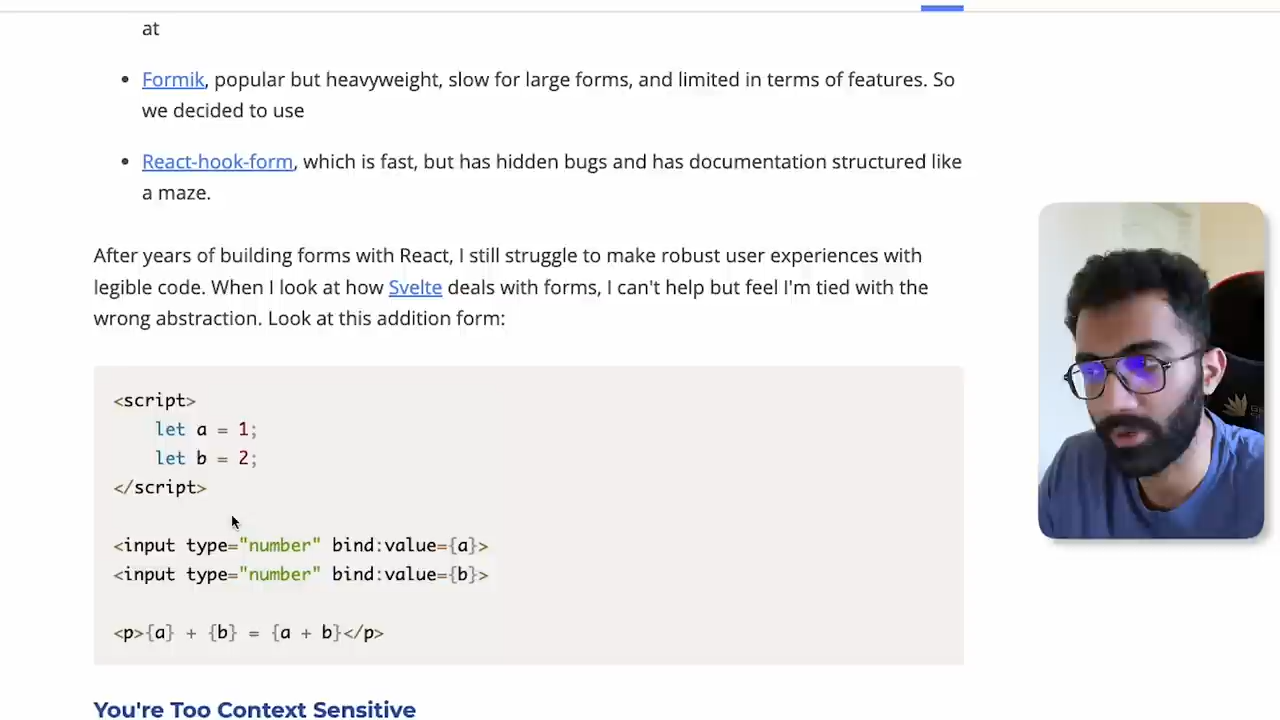 at
Formik, popular but heavyweight, slow for large forms, and limited in terms of features. So
we decided to use
React-hook-form, which is fast, but has hidden bugs and has documentation structured like
a maze.
After years of building forms with React, I still struggle to make robust user experiences with
legible code. When I look at how Svelte deals with forms, I can't help but feel I'm tied with the
wrong abstraction. Look at this addition form:
<script>
    let a = 1;
    let b = 2;
</script>
<input type="number" bind:value={a}>
<input type="number" bind:value={b}>
<p>{a} + {b} = {a + b}</p>
You're Too Context Sensitive